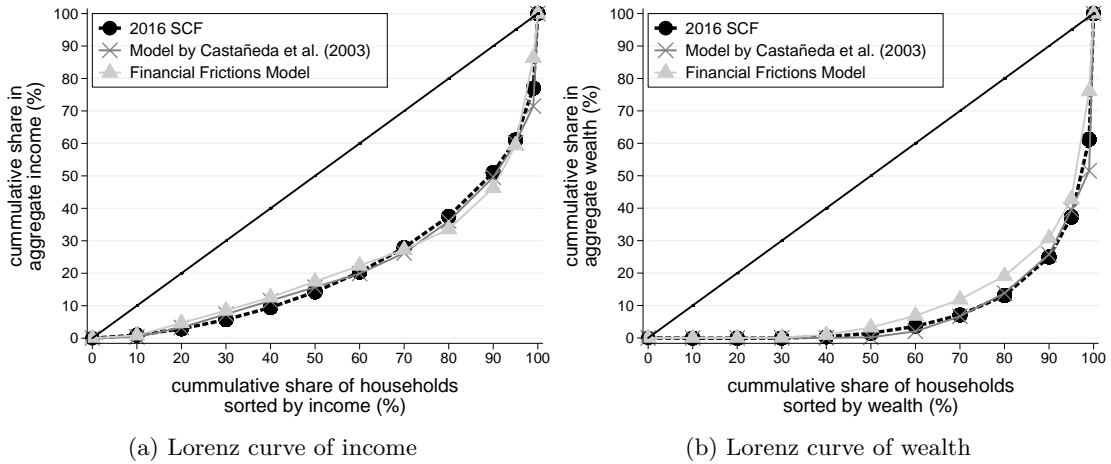 100
90
80
70
60
50
40
30
20
10
0
cummulative share in
aggregate income (%)
2016 SCF
Model by Castañeda et al. (2003)
Financial Frictions Model
0 10 20 30 40 50 60 70 80 90 100
cummulative share of households
sorted by income (%)
(a) Lorenz curve of income
100
90
80
70
60
50
40
30
20
10
0
cummulative share in
aggregate wealth (%)
2016 SCF
Model by Castañeda et al. (2003)
Financial Frictions Model
0 10 20 30 40 50 60 70 80 90 100
cummulative share of households
sorted by wealth (%)
(b) Lorenz curve of wealth